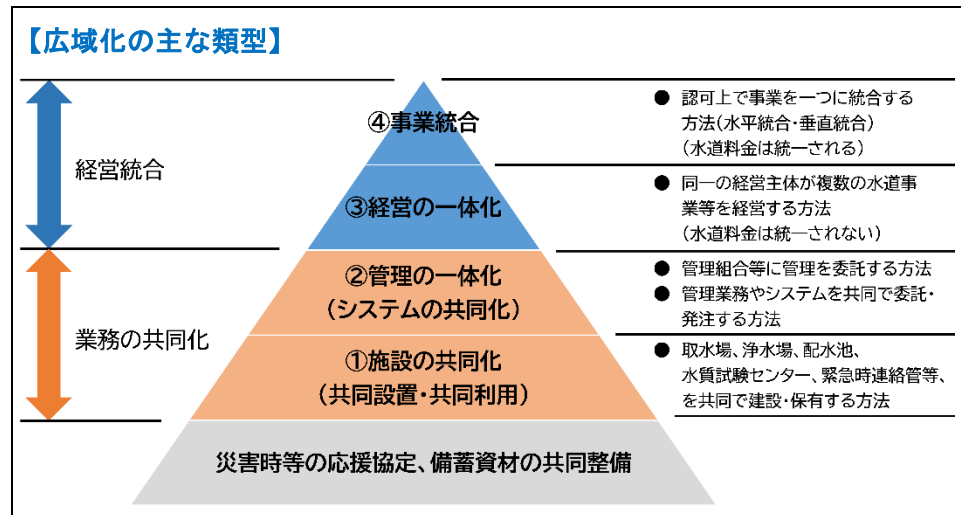 【広域化の主な類型】
経営統合
業務の共同化
④事業統合
③経営の一体化
②管理の一体化
(システムの共同化)
①施設の共同化
(共同設置・共同利用)
災害時等の応援協定、備蓄資材の共同整備
● 認可上で事業を一つに統合する
方法(水平統合・垂直統合)
(水道料金は統一される)
● 同一の経営主体が複数の水道事
業等を経営する方法
(水道料金は統一されない)
● 管理組合等に管理を委託する方法
● 管理業務やシステムを共同で委託・
発注する方法
● 取水場、浄水場、配水池、
水質試験センター、緊急時連絡管等、
を共同で建設・保有する方法